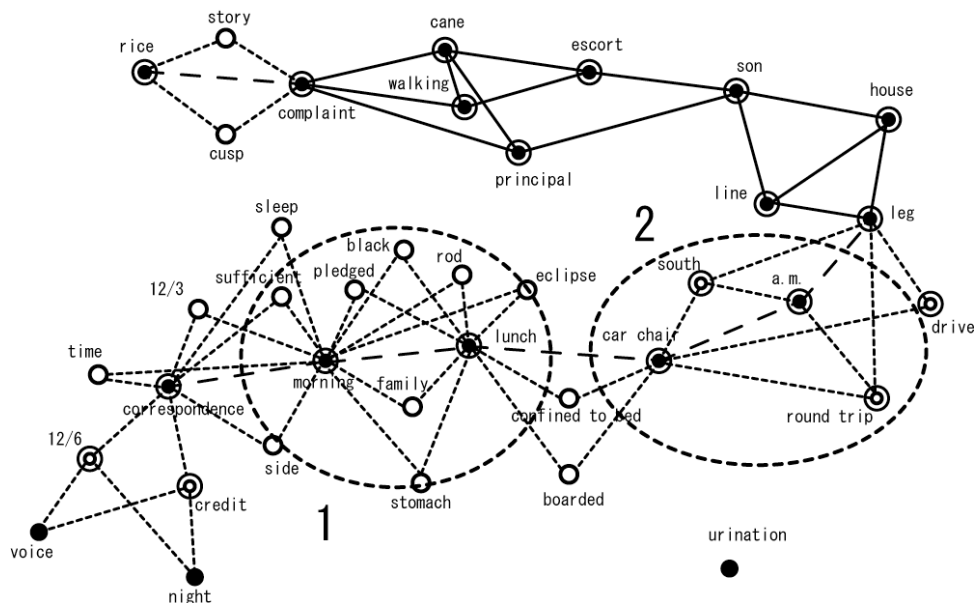 story
cane
rice
escort
son
walking
house
complaint
cusp
principal
line
sleep
2
leg
black
rod
south
sufficient
pledged
eclipse
a.m.
12/3
lunch
car chair
drive
time
morning
family
correspondence
confined to bed
round trip
12/6
side
credit
stomach
boarded
1
voice
urination
night